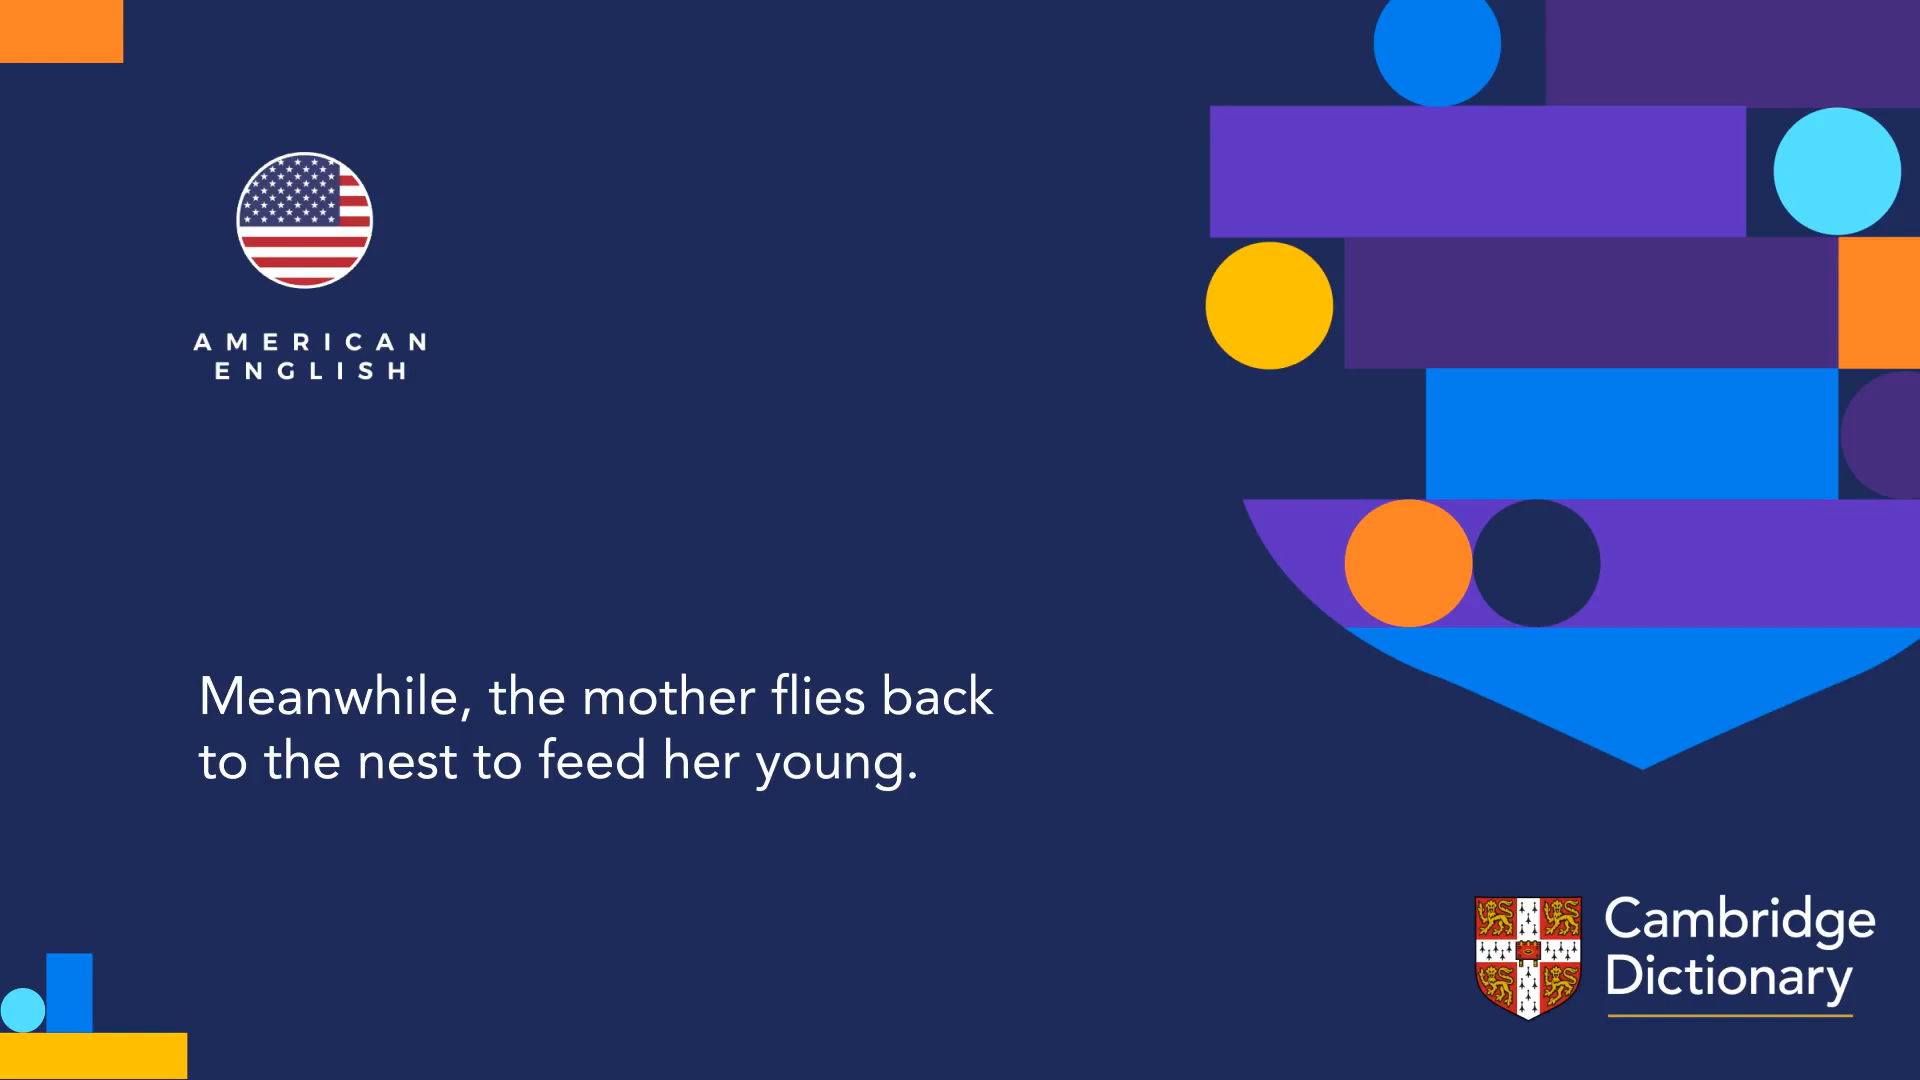 AMERICAN
ENGLISH
Meanwhile, the mother flies back
to the nest to feed her young.
Cambridge
Dictionary